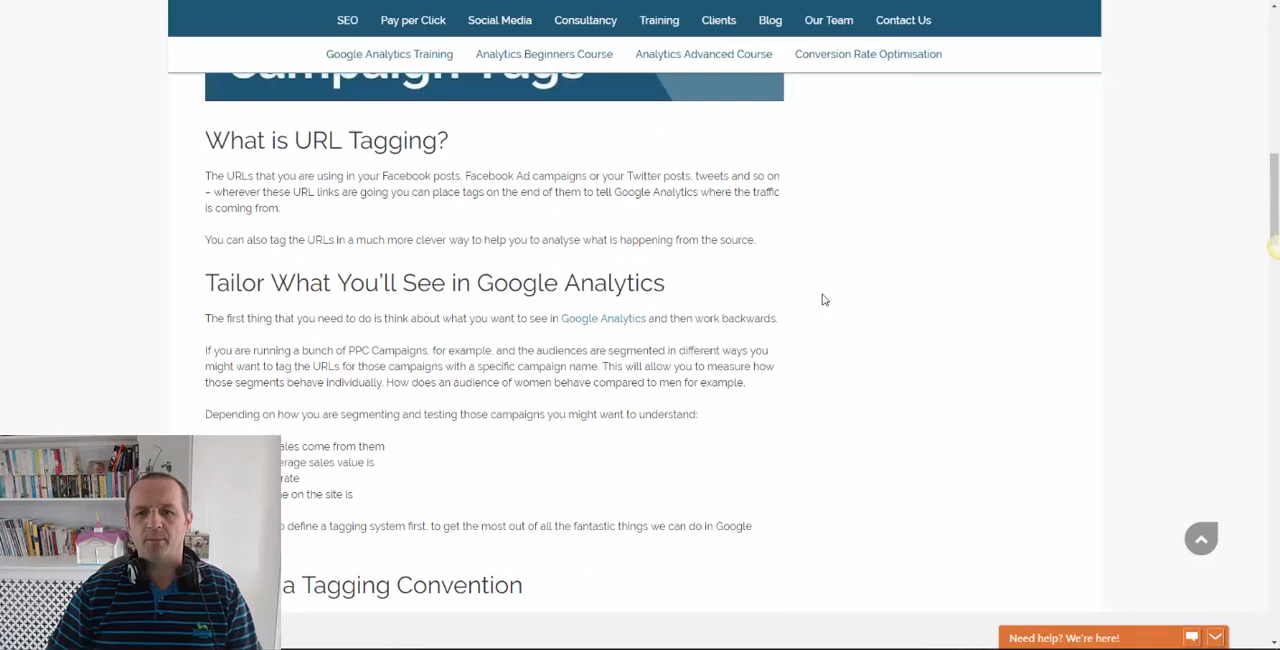 SEO Pay per Click Social Media Consultancy Training Clients Blog Our Team Contact Us
Google Analytics Training Analytics Beginners Course Analytics Advanced Course Conversion Rate Optimisation
Campaign Tags
What is URL Tagging?
The URLs that you are using in your Facebook posts, Facebook Ad campaigns or your Twitter posts, tweets and so on
– wherever these URL links are going you can place tags on the end of them to tell Google Analytics where the traffic
is coming from.
You can also tag the URLs in a much more clever way to help you to analyse what is happening from the source.
Tailor What You'll See in Google Analytics
The first thing that you need to do is think about what you want to see in Google Analytics and then work backwards.
If you are running a bunch of PPC Campaigns, for example, and the audiences are segmented in different ways you
might want to tag the URLs for those campaigns with a specific campaign name. This will allow you to measure how
those segments behave individually. How does an audience of women behave compared to men for example.
Depending on how you are segmenting and testing those campaigns you might want to understand:
ales come from them
erage sales value is
rate
e on the site is
o define a tagging system first, to get the most out of all the fantastic things we can do in Google
a Tagging Convention
Need help? We're here!